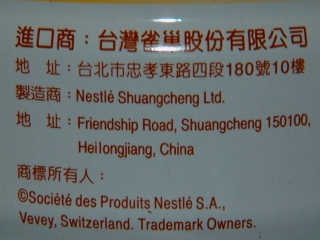 進口商：台灣雀巢股份有限公司
地　址：台北市忠孝東路四段180號10樓
製造商：Nestlé Shuangcheng Ltd.
地　址：Friendship Road, Shuangcheng 150100,
Heilongjiang, China
商標所有人：
©Société des Produits Nestlé S.A.,
Vevey, Switzerland. Trademark Owners.